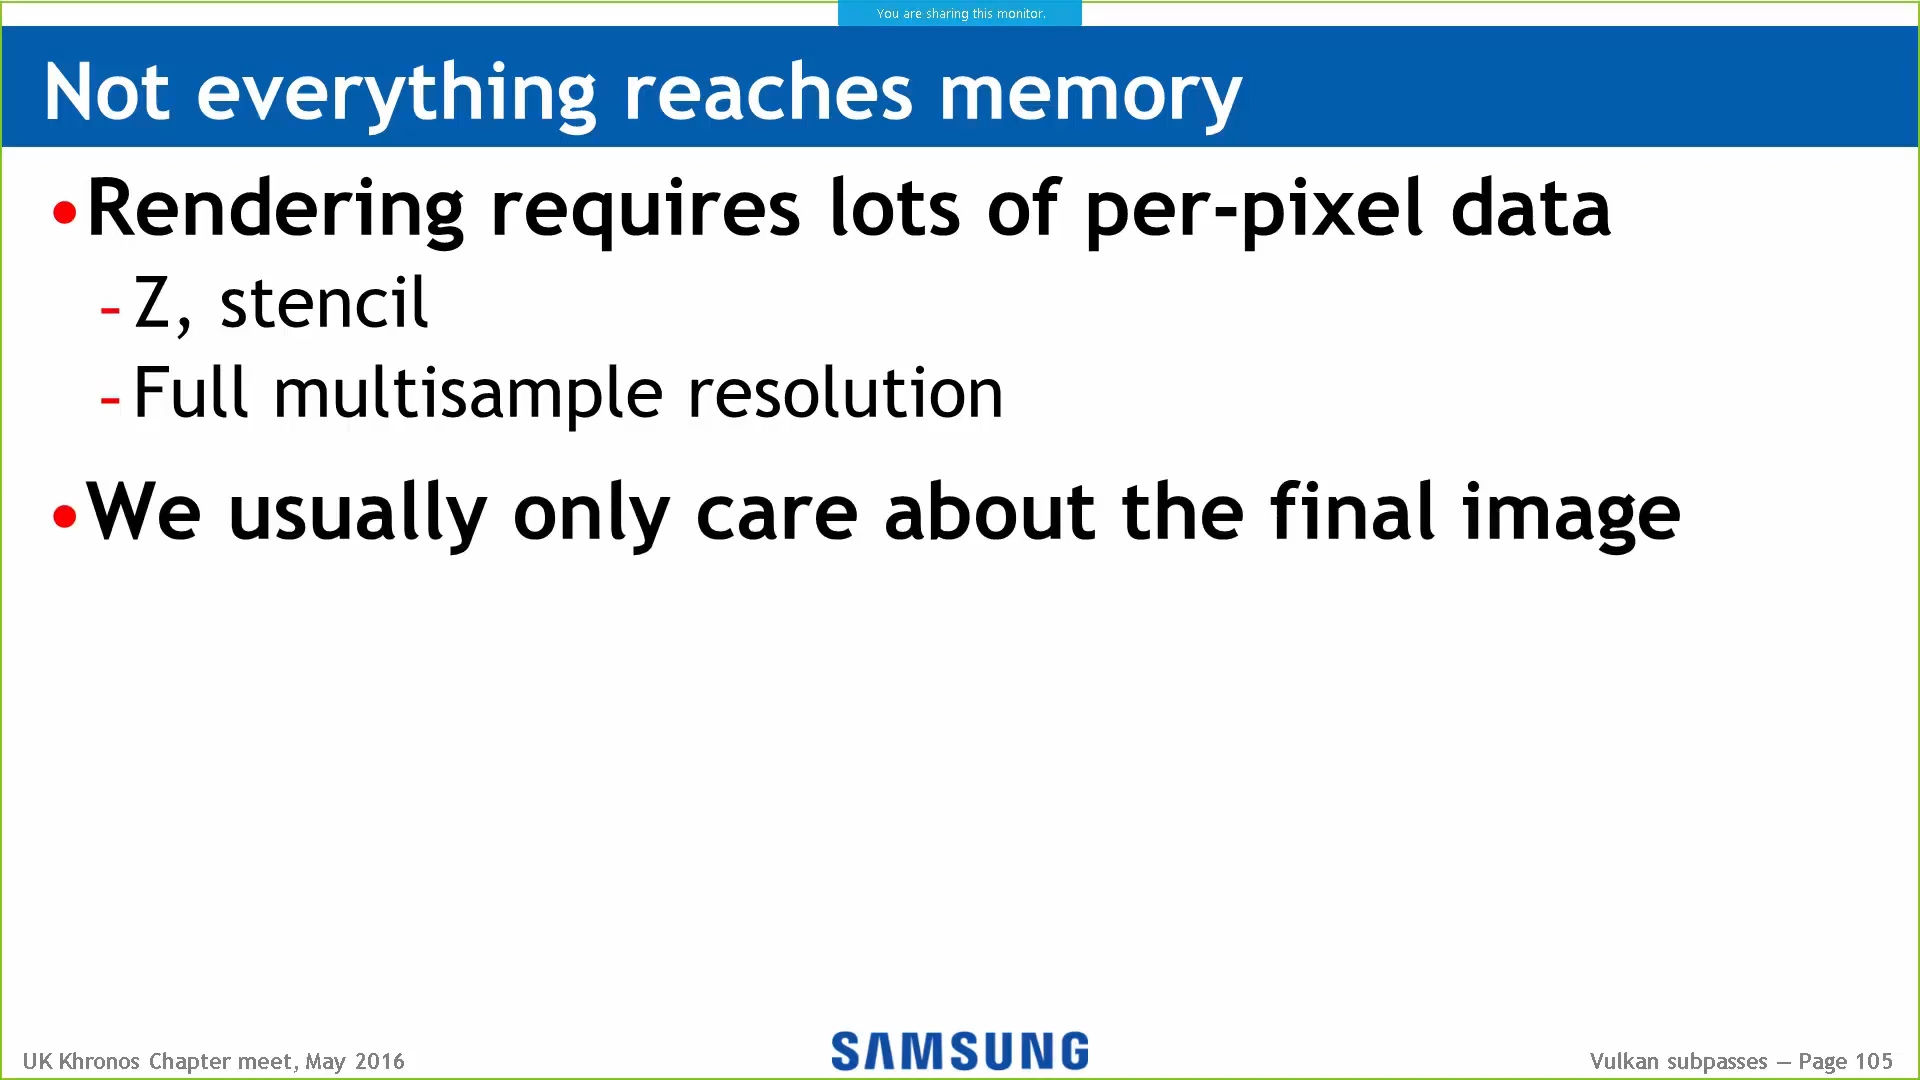 You are sharing this monitor.
Not everything reaches memory
•Rendering requires lots of per-pixel data
-Z, stencil
-Full multisample resolution
•We usually only care about the final image
UK Khronos Chapter meet, May 2016
SAMSUNG
Vulkan subpasses – Page 105